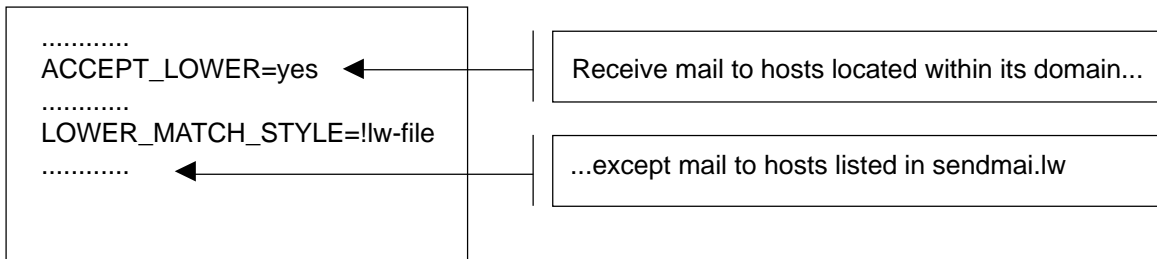 ............
ACCEPT_LOWER=yes
Receive mail to hosts located within its domain...
............
LOWER_MATCH_STYLE=!lw-file
............
...except mail to hosts listed in sendmai.lw